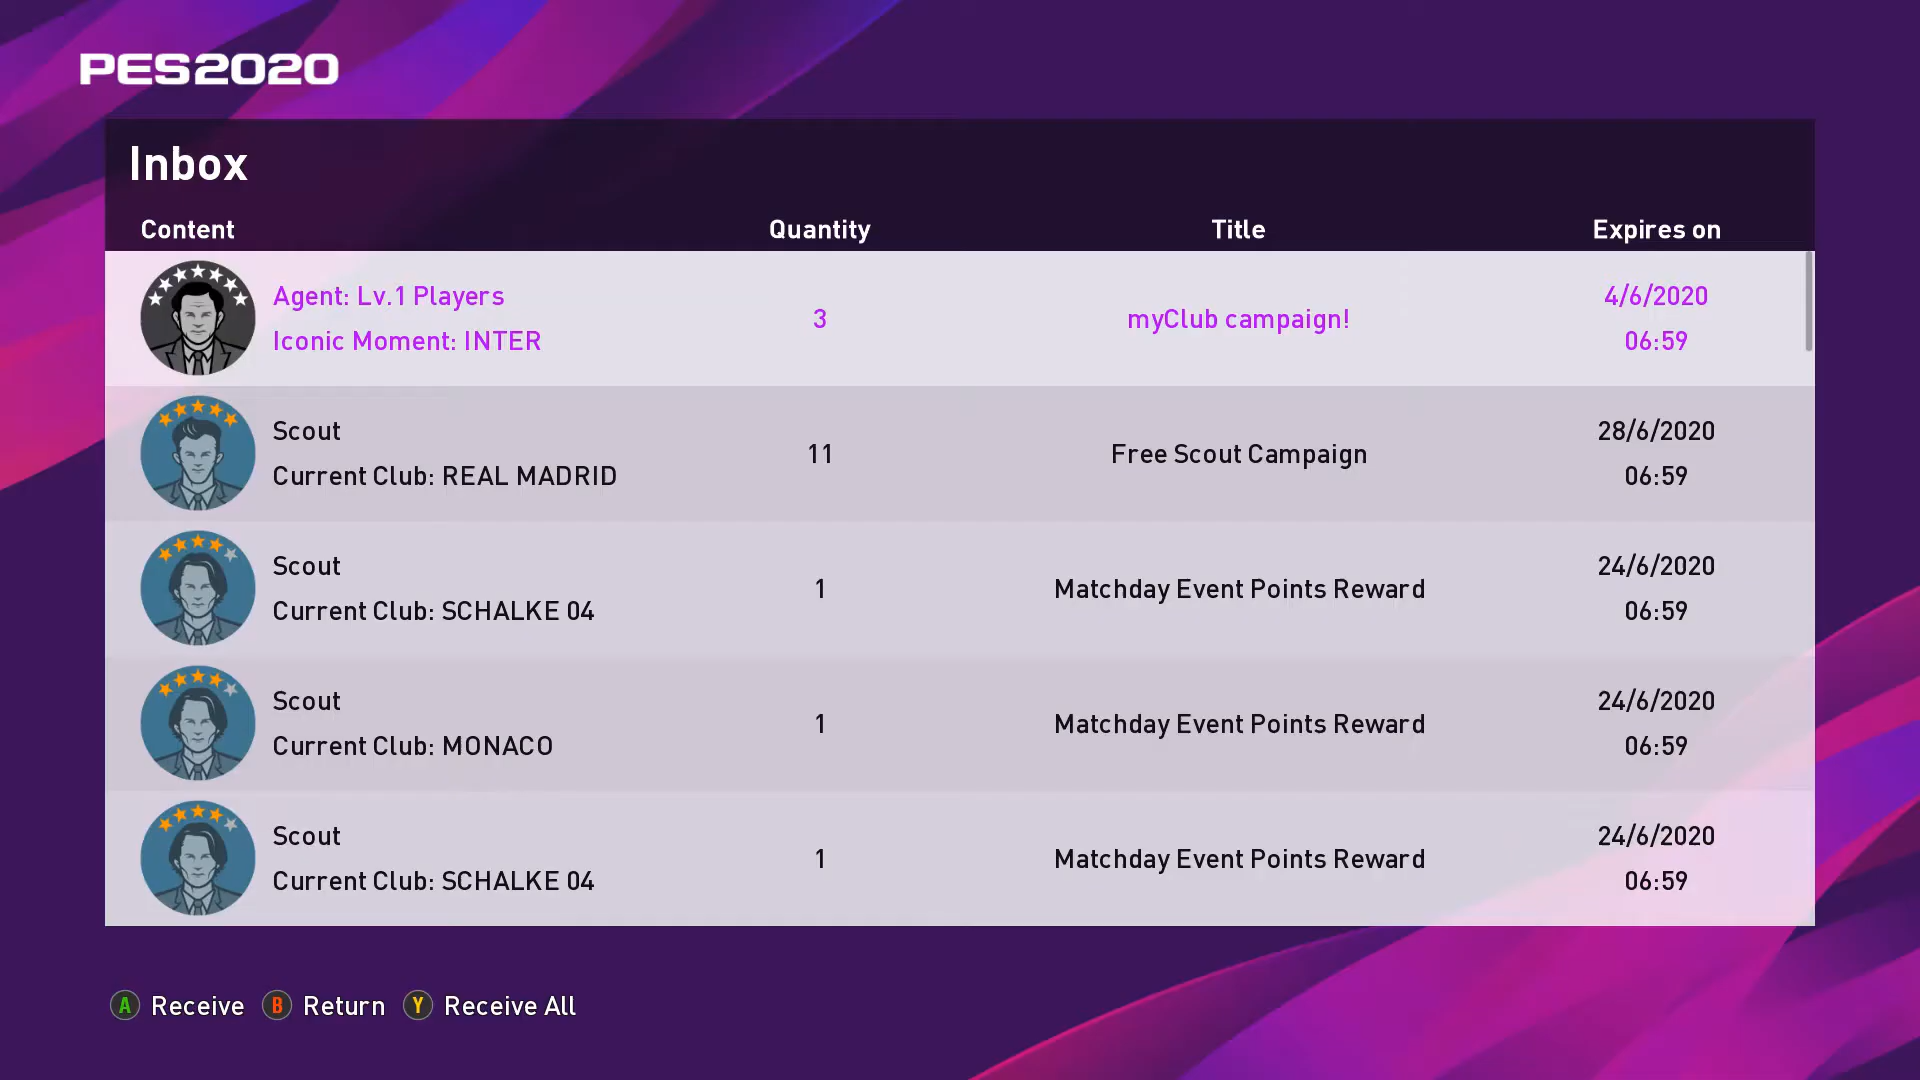 PES2020
Inbox
Content Quantity Title Expires on
Agent: Lv.1 Players
Iconic Moment: INTER
3
myClub campaign!
4/6/2020
06:59
Scout
Current Club: REAL MADRID
11
Free Scout Campaign
28/6/2020
06:59
Scout
Current Club: SCHALKE 04
1
Matchday Event Points Reward
24/6/2020
06:59
Scout
Current Club: MONACO
1
Matchday Event Points Reward
24/6/2020
06:59
Scout
Current Club: SCHALKE 04
1
Matchday Event Points Reward
24/6/2020
06:59
A Receive B Return Y Receive All